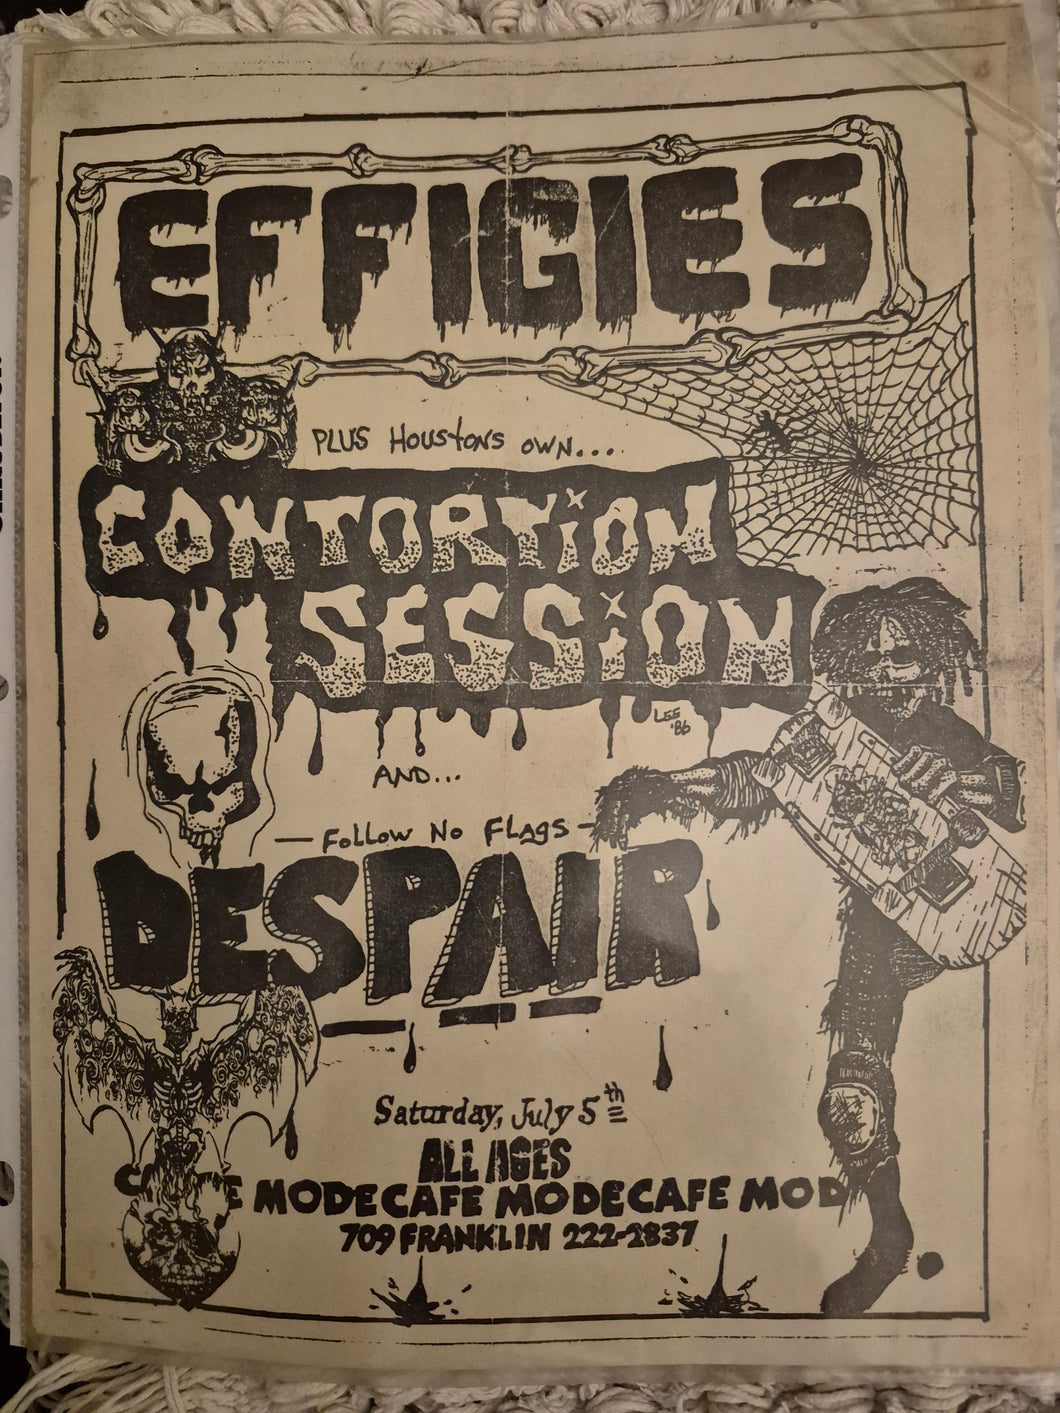 EFFIGIES
PLUS Houstons OWN....
CONTORTiON
SESSiON
LEE
'86
AND...
— Follow No FLAGS —
DESPAIR
Saturday, July 5th
ALL AGES
CAFE MODE CAFE MODE CAFE MOD
709 FRANKLIN 222-2837